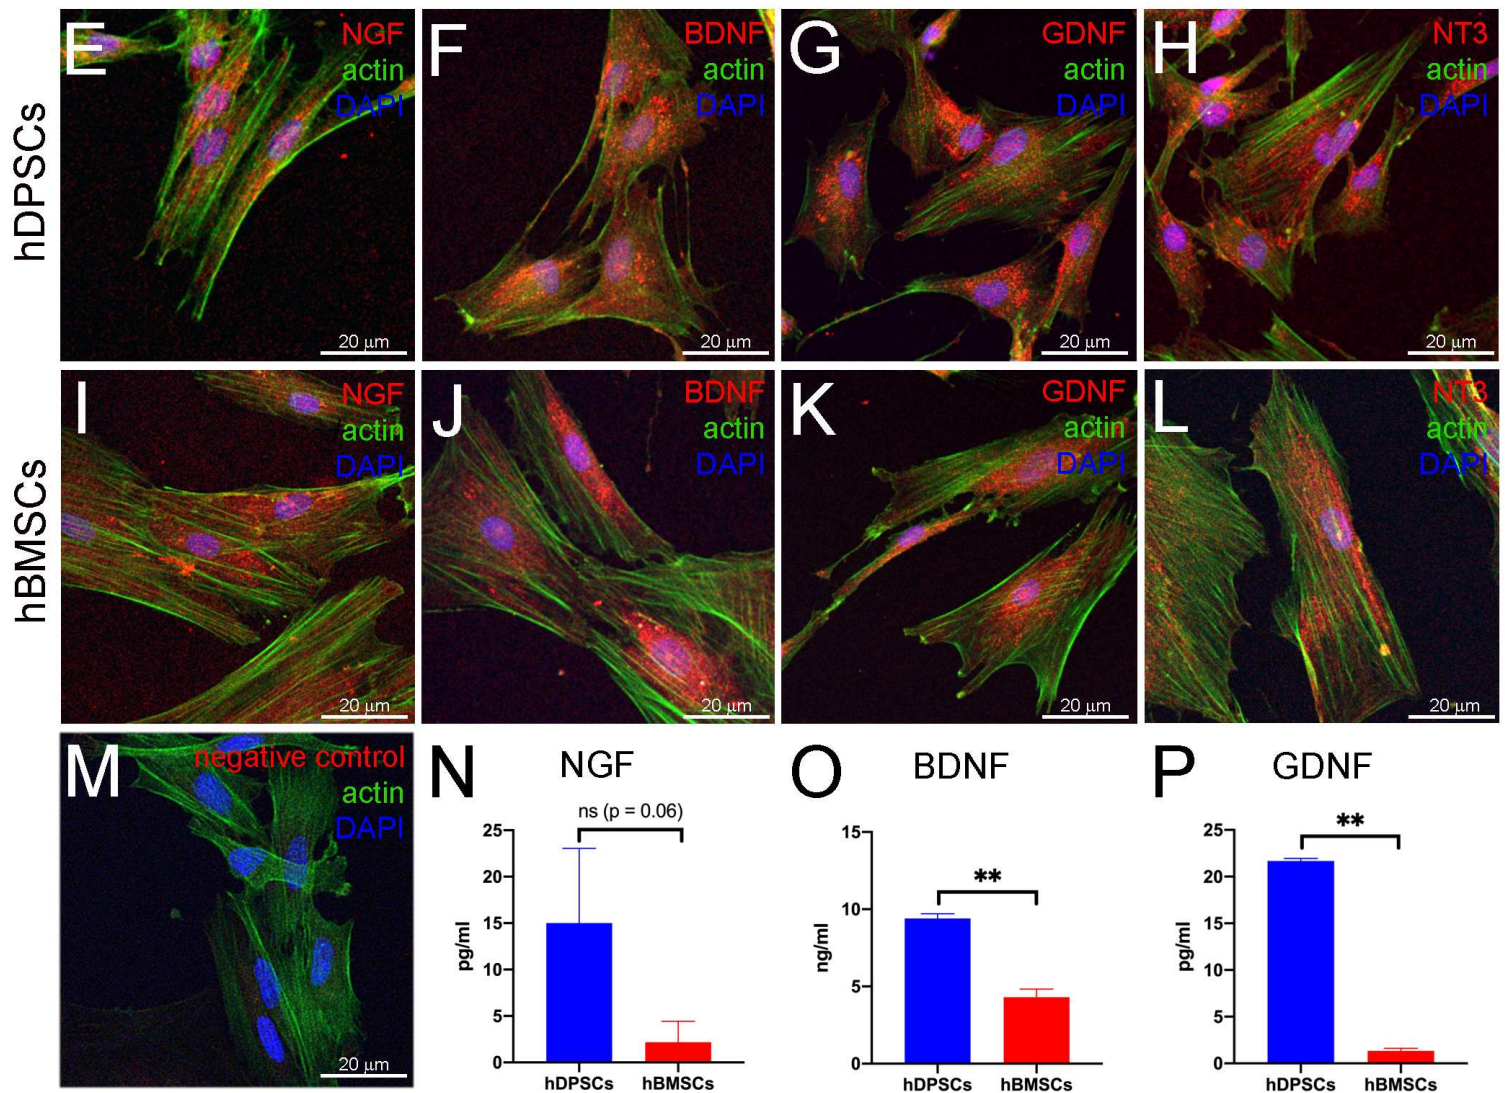 hDPSCs
E
NGF
actin
DAPI
20 μm
F
BDNF
actin
DAPI
20 μm
G
GDNF
actin
DAPI
20 μm
H
NT3
actin
DAPI
20 μm
hBMSCs
I
NGF
actin
DAPI
20 μm
J
BDNF
actin
DAPI
20 μm
K
GDNF
actin
DAPI
20 μm
L
NT3
actin
DAPI
20 μm
M
negative control
actin
DAPI
20 μm
N
NGF
ns (p = 0.06)
25
20
15
10
5
0
pg/ml
hDPSCs hBMSCs
O
BDNF
**
15
10
5
0
ng/ml
hDPSCs hBMSCs
P
GDNF
**
25
20
15
10
5
0
pg/ml
hDPSCs hBMSCs